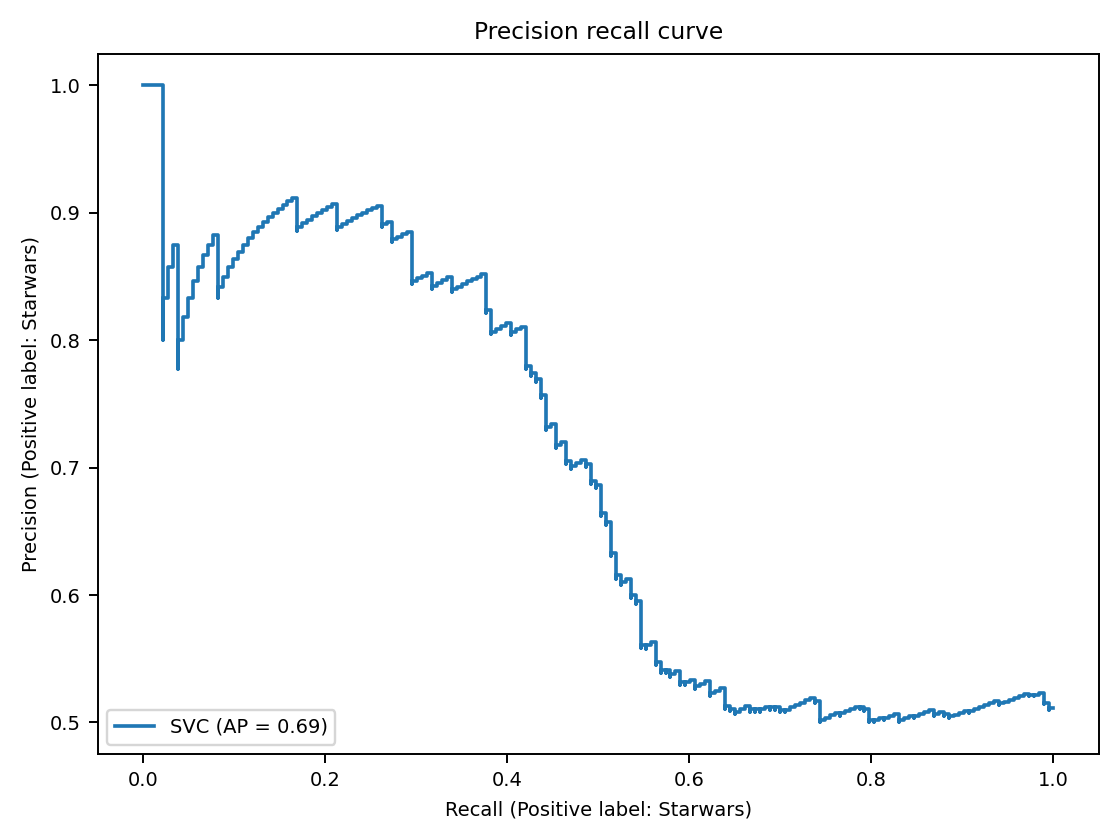 Precision recall curve
1.0
0.9
0.8
0.7
0.6
0.5
Precision (Positive label: Starwars)
SVC (AP = 0.69)
0.0 0.2 0.4 0.6 0.8 1.0
Recall (Positive label: Starwars)